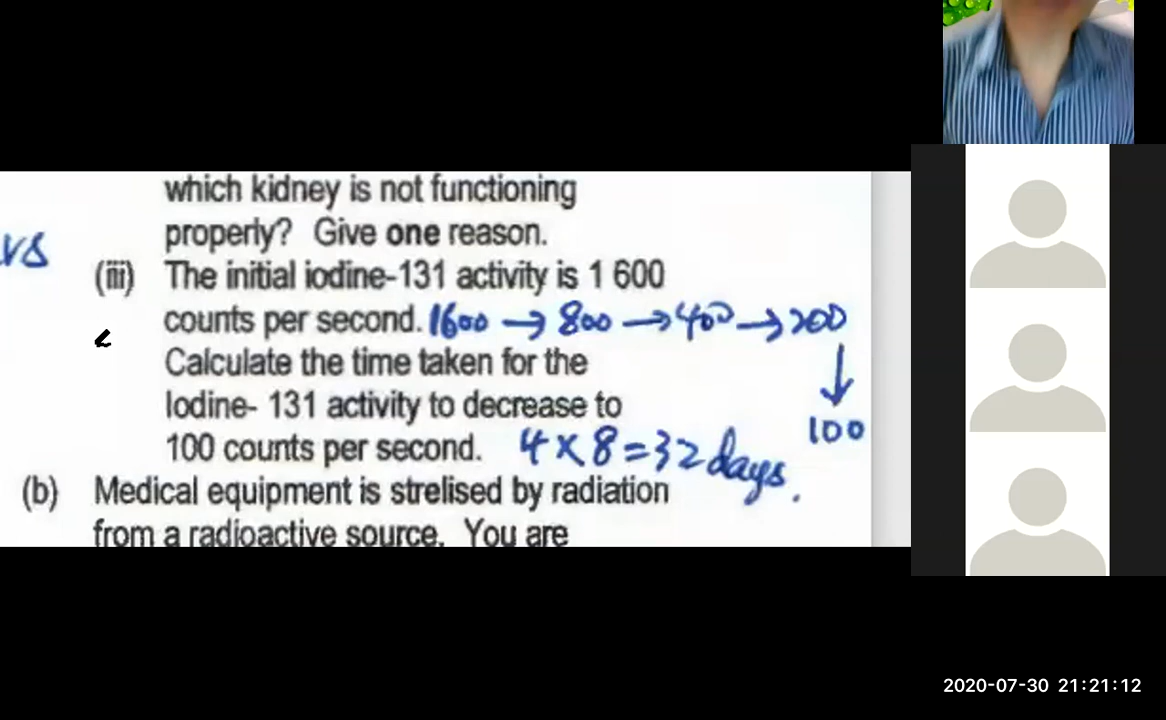 which kidney is not functioning
properly? Give one reason.
(iii) The initial iodine-131 activity is 1 600
counts per second. 1600 → 800 → 400 → 200
↓
100
Calculate the time taken for the
Iodine- 131 activity to decrease to
100 counts per second. 4 × 8 = 32 days.
(b) Medical equipment is strelised by radiation
from a radioactive source. You are
2020-07-30 21:21:12